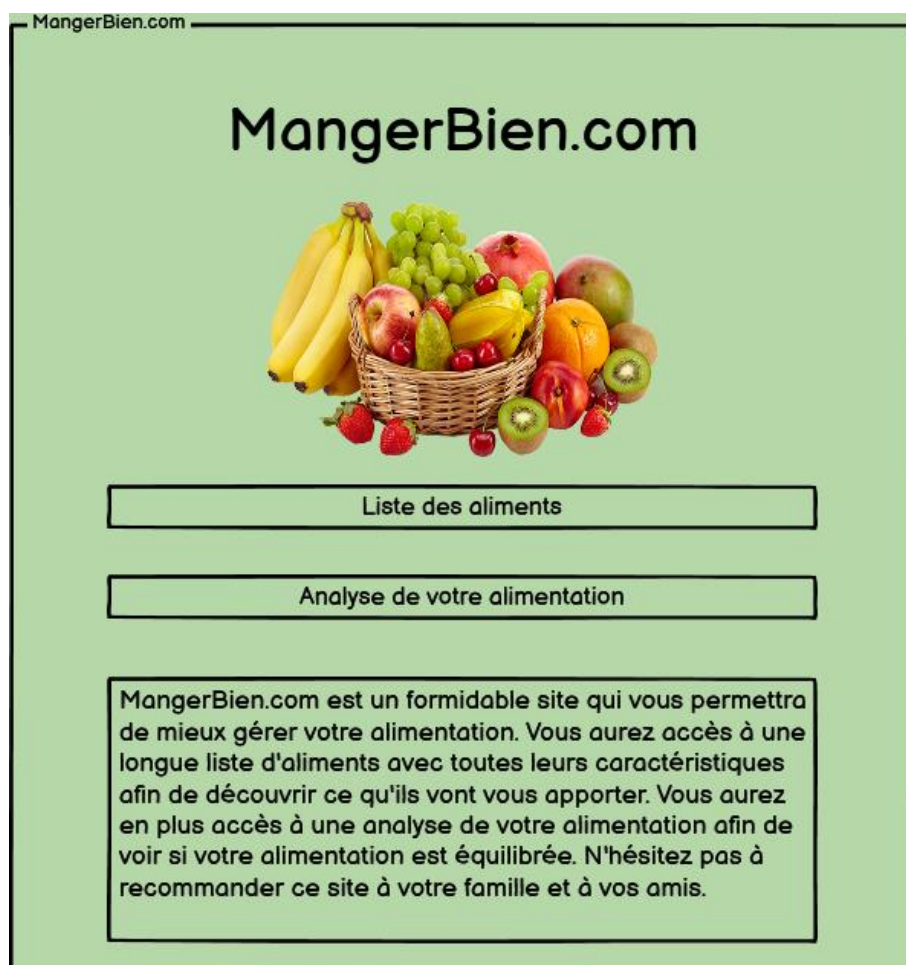 MangerBien.com
MangerBien.com
Liste des aliments
Analyse de votre alimentation
MangerBien.com est un formidable site qui vous permettra
de mieux gérer votre alimentation. Vous aurez accès à une
longue liste d'aliments avec toutes leurs caractéristiques
afin de découvrir ce qu'ils vont vous apporter. Vous aurez
en plus accès à une analyse de votre alimentation afin de
voir si votre alimentation est équilibrée. N'hésitez pas à
recommander ce site à votre famille et à vos amis.